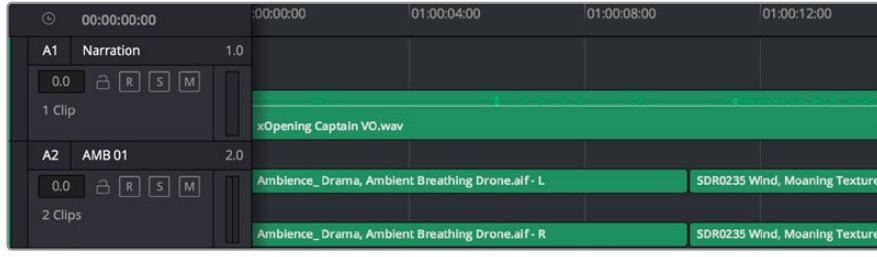 00:00:00:00 :00:00:00 01:00:04:00 01:00:08:00 01:00:12:00
A1 Narration 1.0
0.0 R S M
1 Clip
xOpening Captain VO.wav
A2 AMB 01 2.0
0.0 R S M
Ambience_ Drama, Ambient Breathing Drone.aif - L SDR0235 Wind, Moaning Texture
2 Clips
Ambience_ Drama, Ambient Breathing Drone.aif - R SDR0235 Wind, Moaning Texture